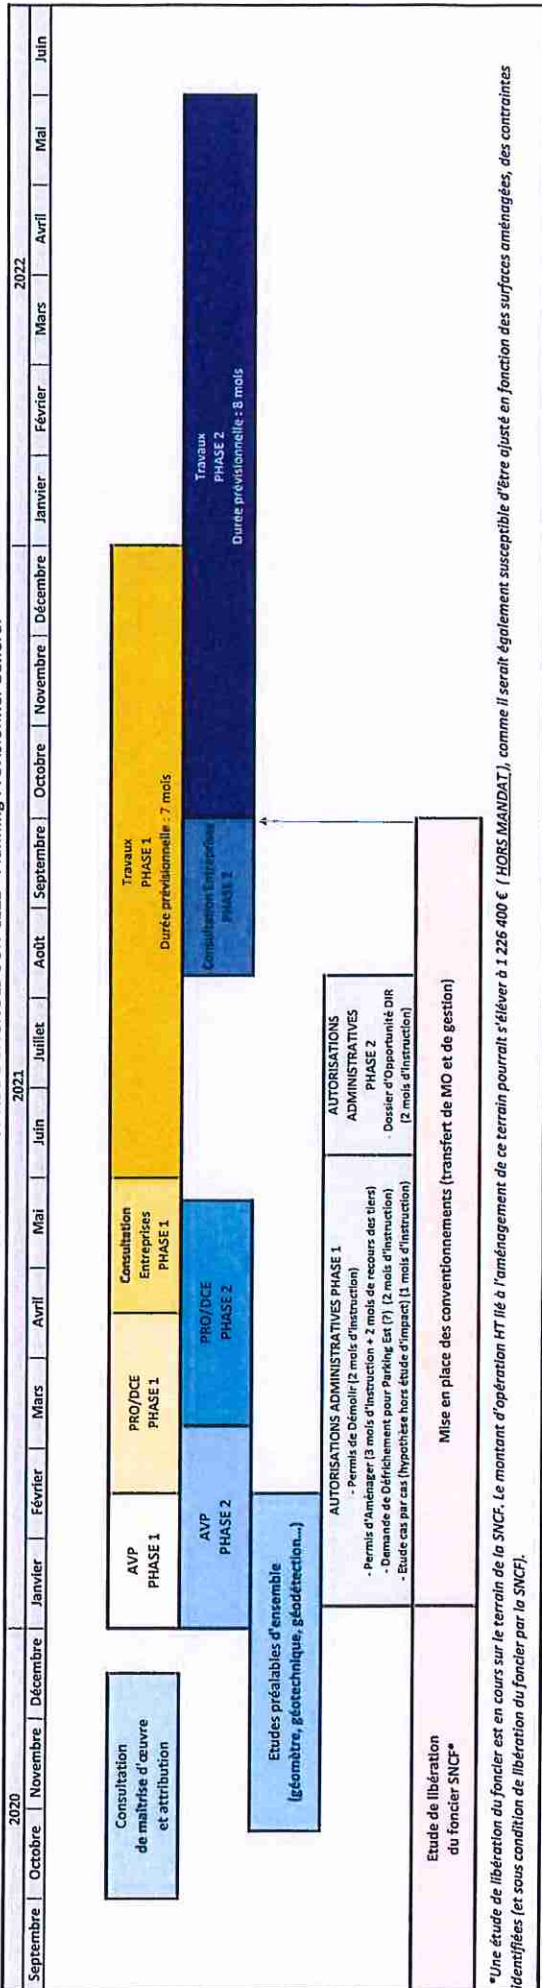 2020
2021
2022
Septembre | Octobre | Novembre | Décembre | Janvier | Février | Mars | Avril | Mai | Juin | Juillet | Août | Septembre | Octobre | Novembre | Décembre | Janvier | Février | Mars | Avril | Mai | Juin
Consultation
de maîtrise d'œuvre
et attribution
AVP
PHASE 1
PRO/DCE
PHASE 1
Consultation
Entreprises
PHASE 1
Travaux
PHASE 1
Durée prévisionnelle : 7 mois
AVP
PHASE 2
PRO/DCE
PHASE 2
Consultation Entreprises
PHASE 2
Travaux
PHASE 2
Durée prévisionnelle : 8 mois
Etudes préalables d'ensemble
(géomètre, géotechnique, géodétection...)
AUTORISATIONS ADMINISTRATIVES PHASE 1
- Permis de Démolir (2 mois d'instruction)
- Permis d'Aménager (3 mois d'instruction + 2 mois de recours des tiers)
- Demande de Défrichement pour Parking Est (?) (2 mois d'instruction)
- Etude cas par cas (hypothèse hors étude d'impact) (1 mois d'instruction)
AUTORISATIONS
ADMINISTRATIVES
PHASE 2
- Dossier d'Opportunité DIR
(2 mois d'instruction)
Etude de libération
du foncier SNCF*
Mise en place des conventionnements (transfert de MO et de gestion)
*Une étude de libération du foncier est en cours sur le terrain de la SNCF. Le montant d'opération HT lié à l'aménagement de ce terrain pourrait s'élever à 1 226 400 € ( HORS MANDAT), comme il serait également susceptible d'être ajusté en fonction des surfaces aménagées, des contraintes
identifiées (et sous condition de libération du foncier par la SNCF).